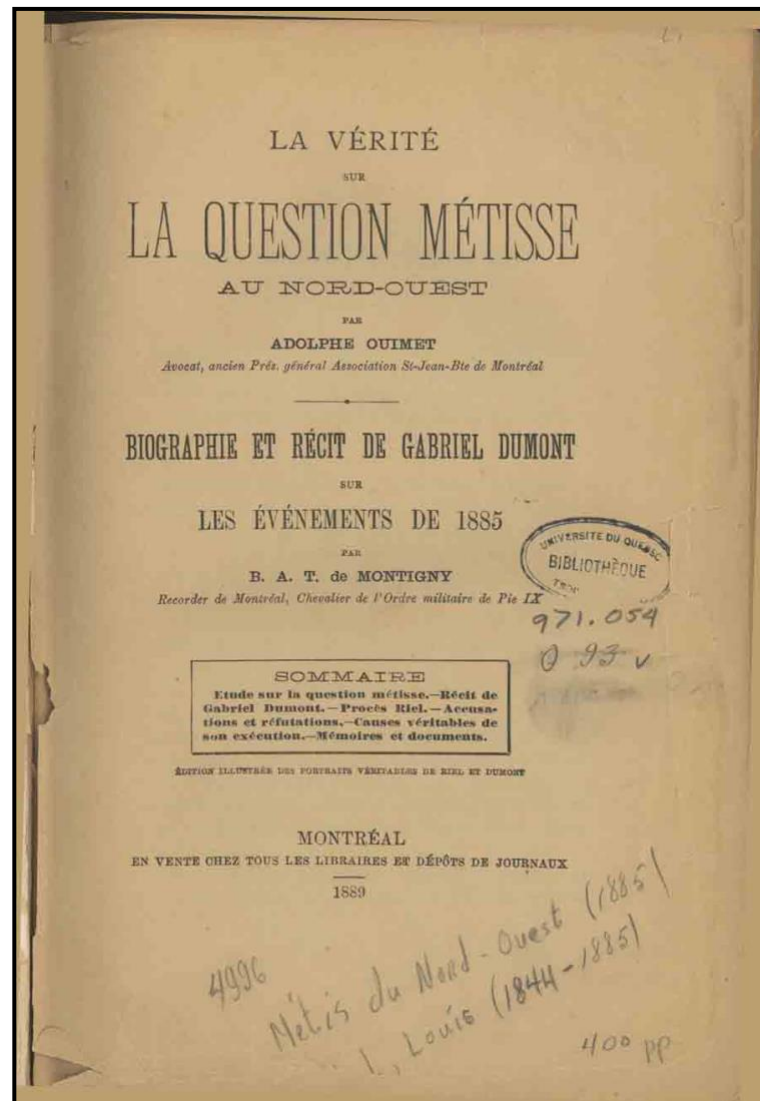 LA VÉRITÉ
SUR
LA QUESTION MÉTISSE
AU NORD-OUEST
PAR
ADOLPHE OUIMET
Avocat, ancien Prés. général Association St-Jean-Bte de Montréal
BIOGRAPHIE ET RÉCIT DE GABRIEL DUMONT
SUR
LES ÉVÉNEMENTS DE 1885
PAR
B. A. T. de MONTIGNY
Recorder de Montréal, Chevalier de l'Ordre militaire de Pie IX
UNIVERSITE DU QUEBEC
BIBLIOTHÈQUE
971.054
O 93 v
SOMMAIRE
Etude sur la question métisse.—Récit de
Gabriel Dumont.—Procès Riel.—Accusa-
tions et réfutations.—Causes véritables de
son exécution.—Mémoires et documents.
ÉDITION ILLUSTRÉE DES PORTRAITS VÉRITABLES DE RIEL ET DUMONT
MONTRÉAL
EN VENTE CHEZ TOUS LES LIBRAIRES ET DÉPÔTS DE JOURNAUX
1889
4996
Métis du Nord-Ouest (1885)
l, Louis (1844-1885)
400 pp